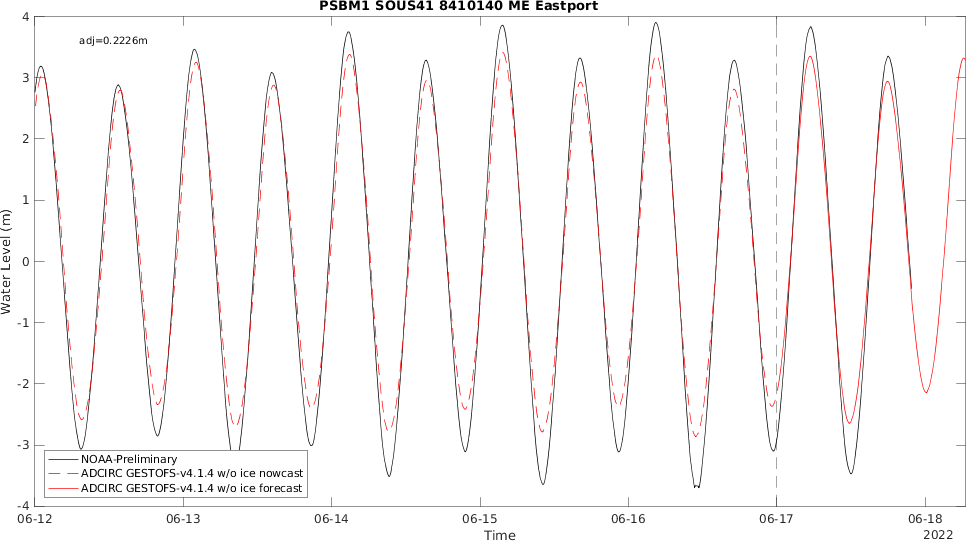 PSBM1 SOUS41 8410140 ME Eastport
adj=0.2226m
4
3
2
1
0
-1
-2
-3
-4
Water Level (m)
NOAA-Preliminary
ADCIRC GESTOFS-v4.1.4 w/o ice nowcast
ADCIRC GESTOFS-v4.1.4 w/o ice forecast
06-12 06-13 06-14 06-15 06-16 06-17 06-18
Time
2022